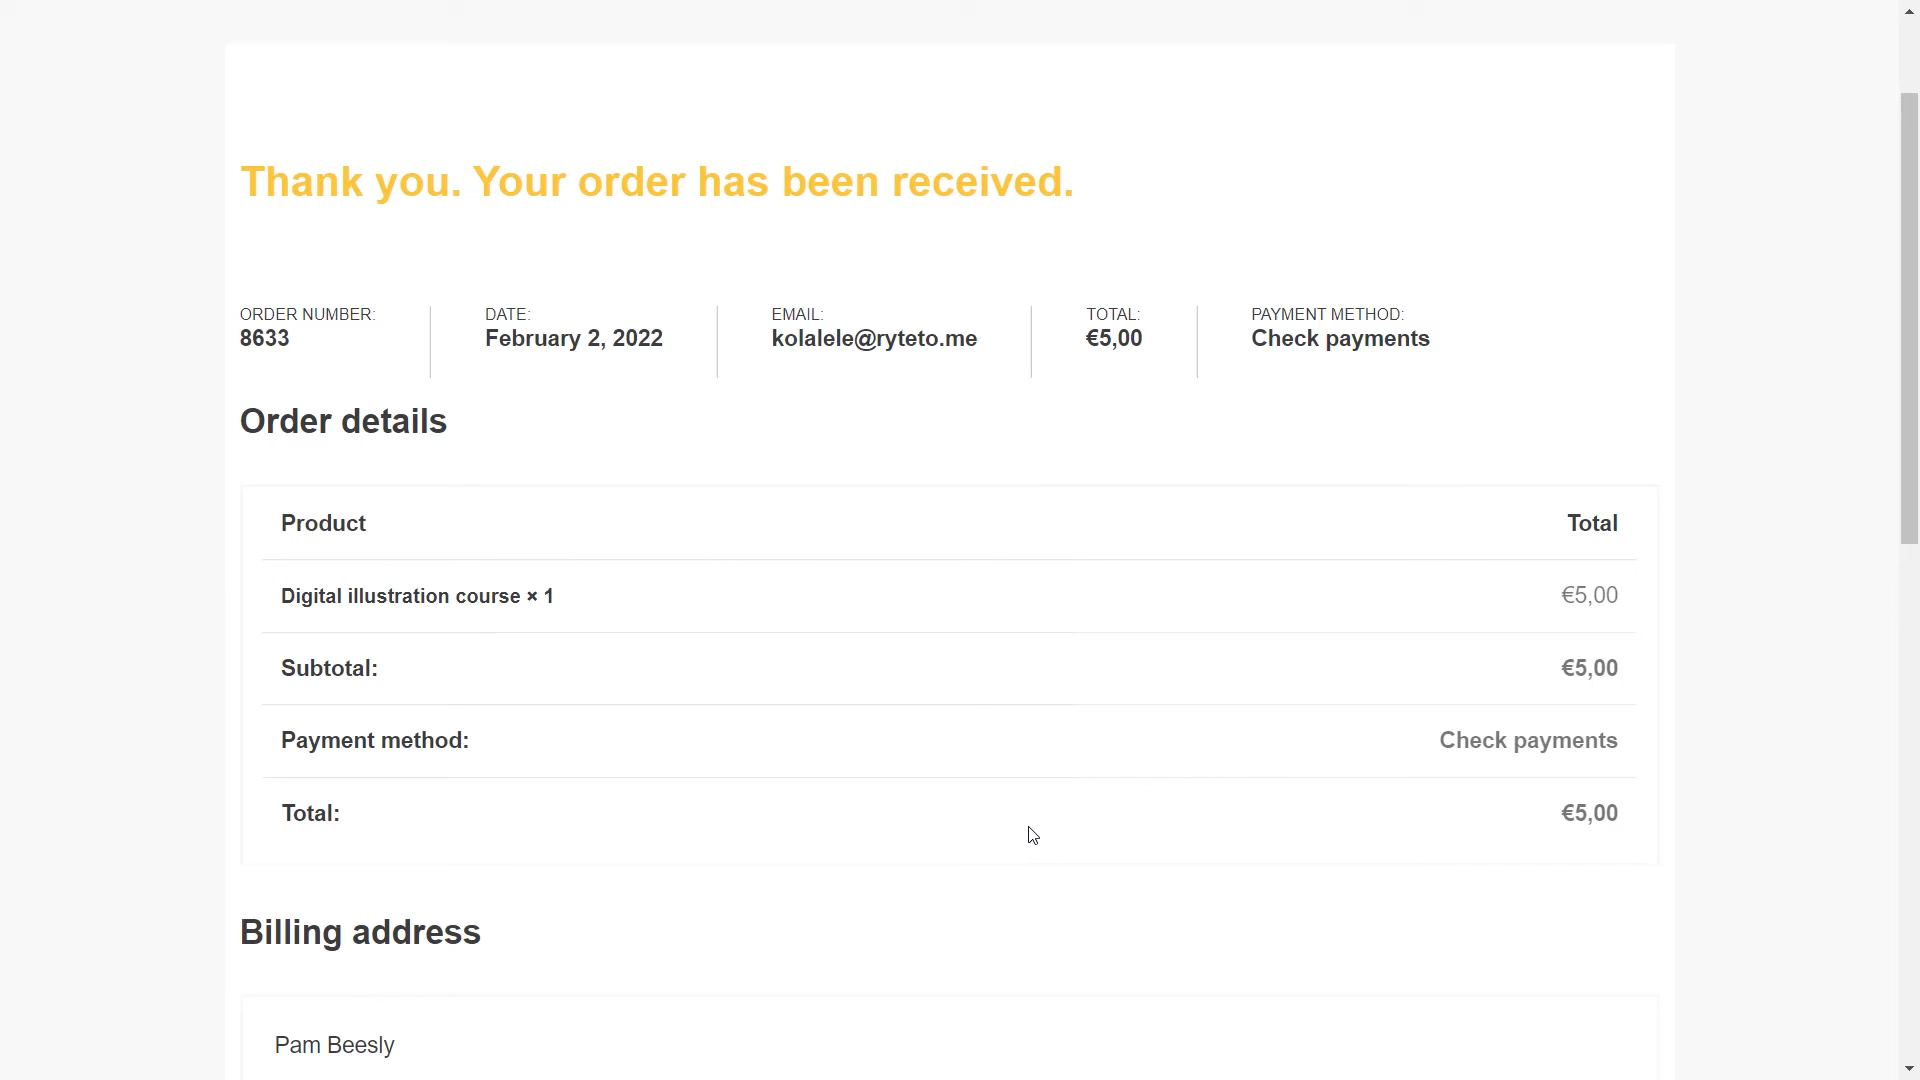 Thank you. Your order has been received.
ORDER NUMBER:
8633
DATE:
February 2, 2022
EMAIL:
kolalele@ryteto.me
TOTAL:
€5,00
PAYMENT METHOD:
Check payments
Order details
Product Total
Digital illustration course × 1 €5,00
Subtotal: €5,00
Payment method: Check payments
Total: €5,00
Billing address
Pam Beesly